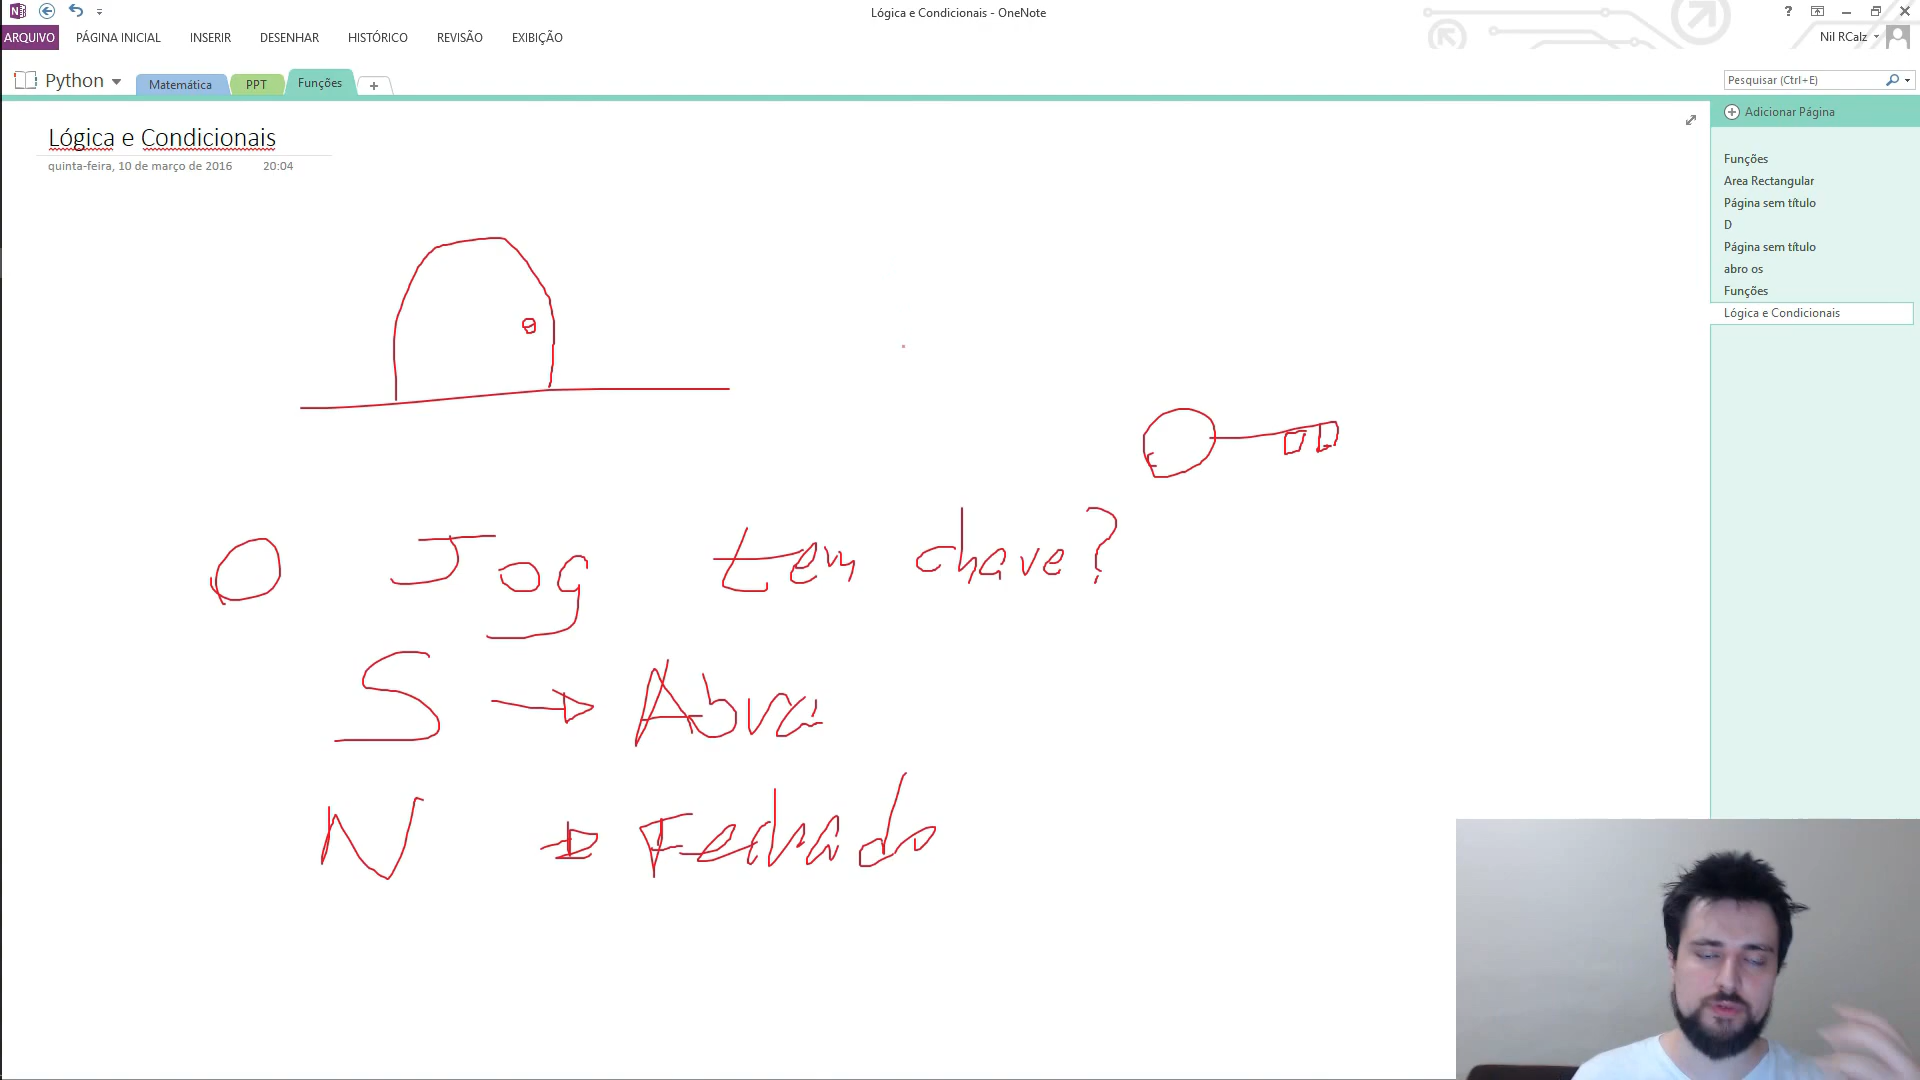 Lógica e Condicionais - OneNote
?
Nil RCalz
ARQUIVO PÁGINA INICIAL INSERIR DESENHAR HISTÓRICO REVISÃO EXIBIÇÃO
Python Matemática PPT Funções +
Pesquisar (Ctrl+E)
Adicionar Página
Lógica e Condicionais
quinta-feira, 10 de março de 2016 20:04
Funções
Area Rectangular
Página sem título
D
Página sem título
abro os
Funções
Lógica e Condicionais
O Jog tem chave?
S → Abra
N →